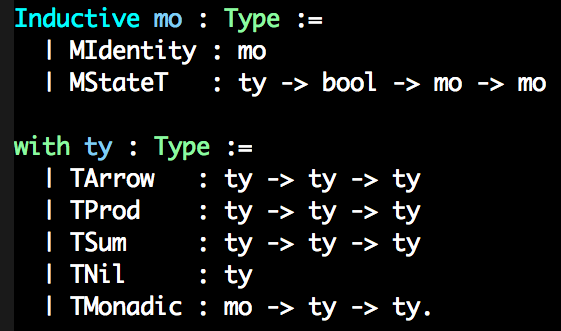 Inductive mo : Type :=
  | MIdentity : mo
  | MStateT   : ty -> bool -> mo -> mo

with ty : Type :=
  | TArrow   : ty -> ty -> ty
  | TProd    : ty -> ty -> ty
  | TSum     : ty -> ty -> ty
  | TNil     : ty
  | TMonadic : mo -> ty -> ty.